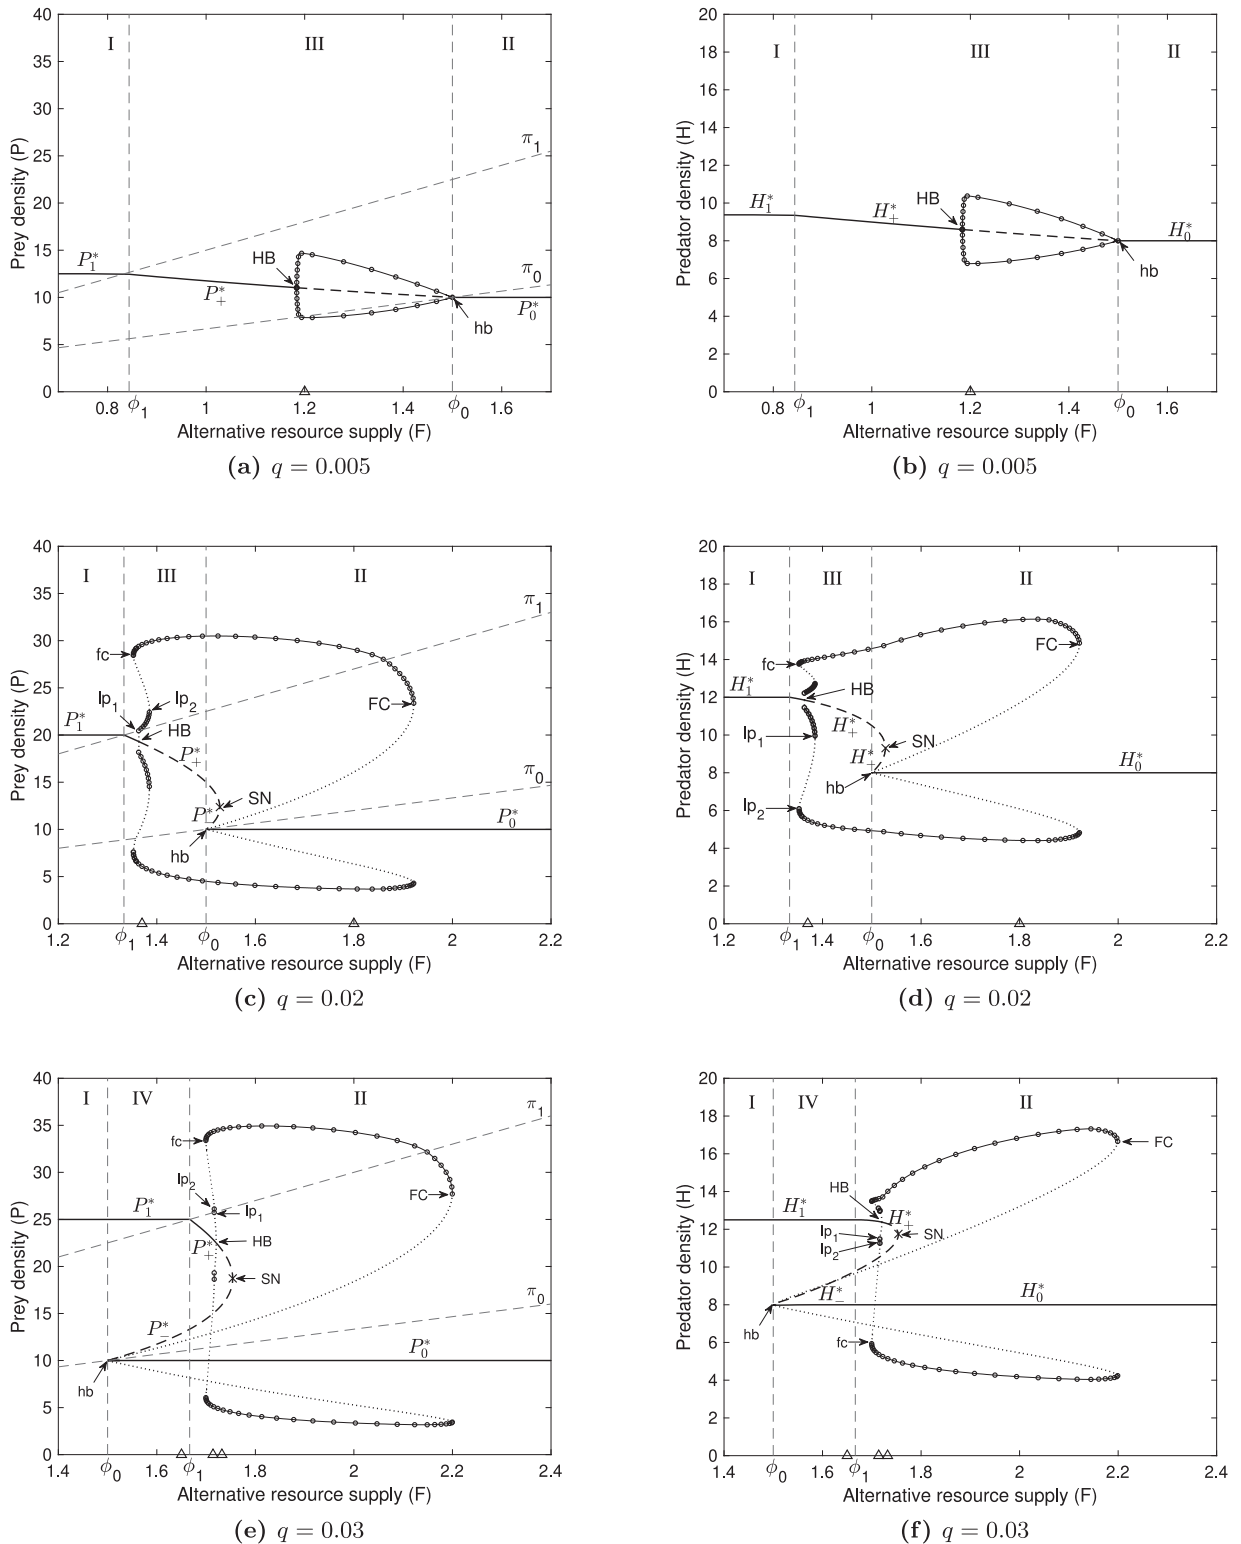 40
35
30
25
20
15
10
5
0
Prey density (P)
I
III
II
π1
π0
P1*
P+*
P0*
HB
hb
0.8
ϕ1
1
1.2
1.4
ϕ0
1.6
Alternative resource supply (F)
(a) q = 0.005
20
18
16
14
12
10
8
6
4
2
0
Predator density (H)
I
III
II
H1*
H+*
H0*
HB
hb
0.8
ϕ1
1
1.2
1.4
ϕ0
1.6
Alternative resource supply (F)
(b) q = 0.005
40
35
30
25
20
15
10
5
0
Prey density (P)
I
III
II
π1
π0
fc
lp1
lp2
HB
FC
SN
hb
P1*
P+*
P−*
P0*
1.2
ϕ1
1.4
ϕ0
1.6
1.8
2
2.2
Alternative resource supply (F)
(c) q = 0.02
20
18
16
14
12
10
8
6
4
2
0
Predator density (H)
I
III
II
fc
FC
H1*
HB
lp1
H+*
SN
H−*
hb
H0*
lp2
1.2
ϕ1
1.4
ϕ0
1.6
1.8
2
2.2
Alternative resource supply (F)
(d) q = 0.02
40
35
30
25
20
15
10
5
0
Prey density (P)
I
IV
II
π1
π0
fc
lp2
lp1
FC
P1*
HB
P+*
SN
P−*
P0*
hb
1.4
ϕ0
1.6
ϕ1
1.8
2
2.2
2.4
Alternative resource supply (F)
(e) q = 0.03
20
18
16
14
12
10
8
6
4
2
0
Predator density (H)
I
IV
II
FC
HB
H1*
H+*
lp1
SN
lp2
H−*
H0*
hb
fc
1.4
ϕ0
1.6
ϕ1
1.8
2
2.2
2.4
Alternative resource supply (F)
(f) q = 0.03